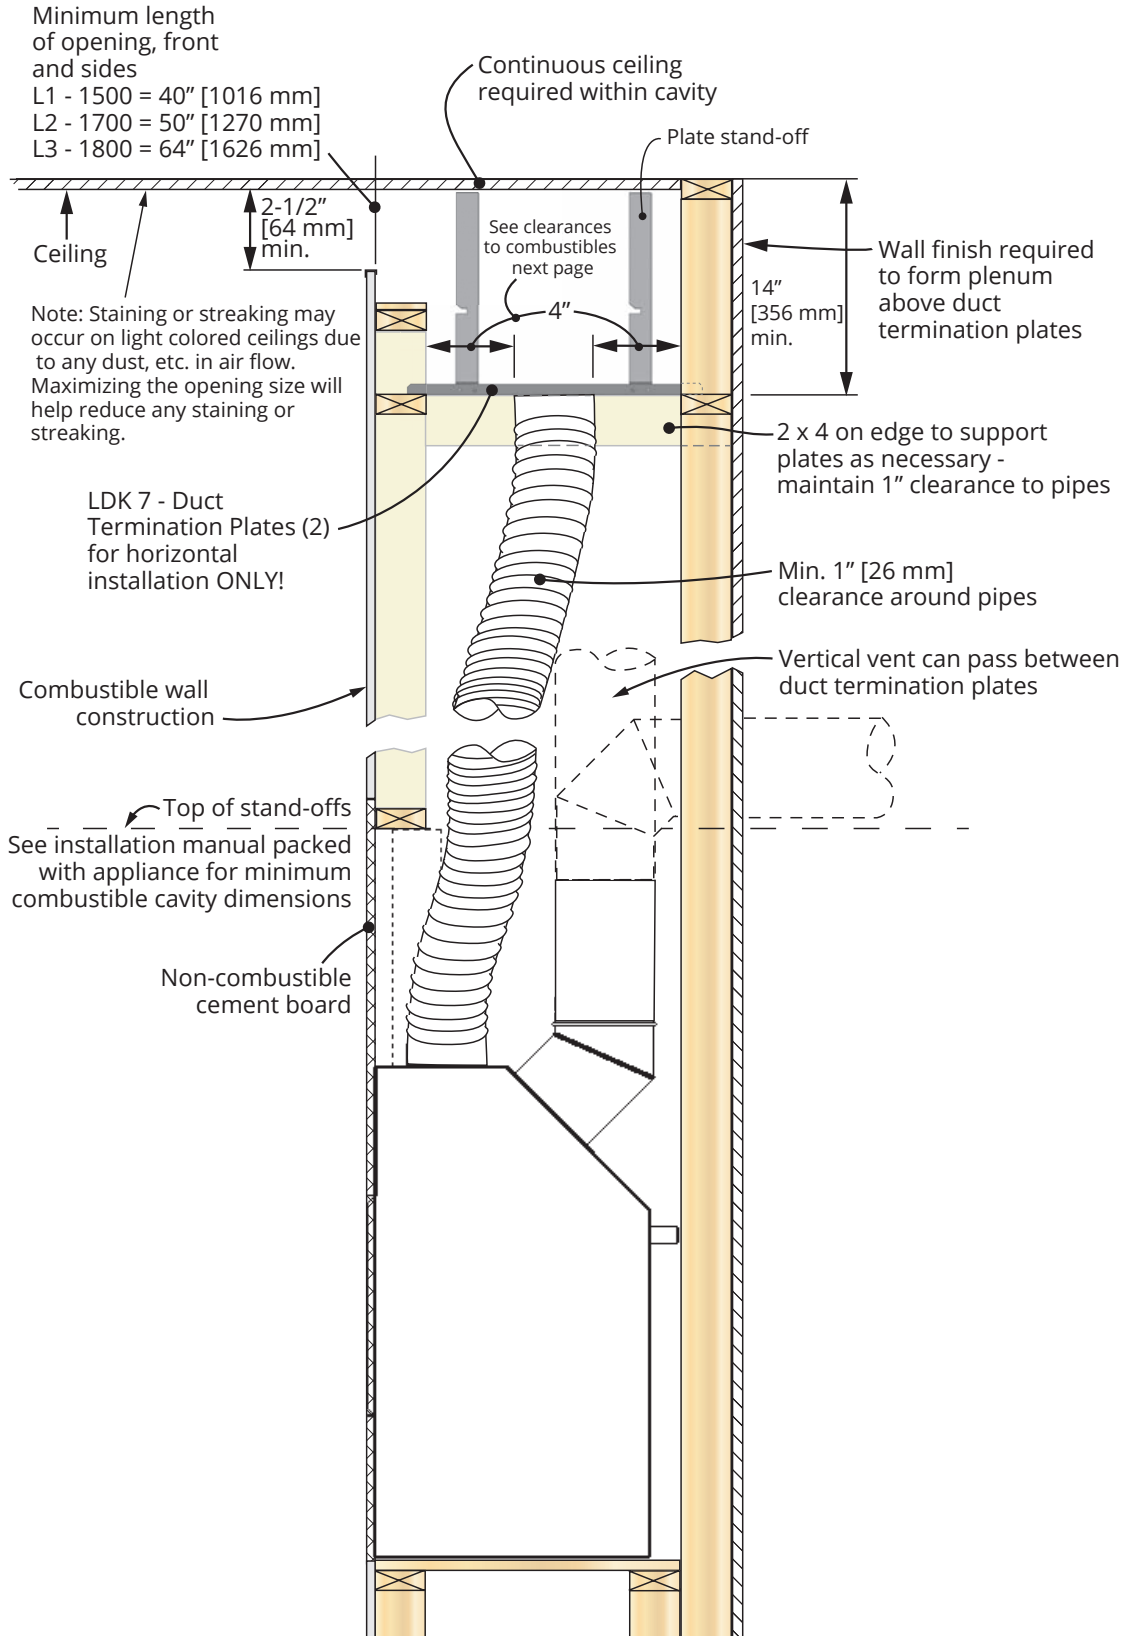 Minimum length
of opening, front
and sides
L1 - 1500 = 40” [1016 mm]
L2 - 1700 = 50” [1270 mm]
L3 - 1800 = 64” [1626 mm]
Continuous ceiling
required within cavity
Plate stand-off
Ceiling
2-1/2”
[64 mm]
min.
See clearances
to combustibles
next page
4”
14”
[356 mm]
min.
Wall finish required
to form plenum
above duct
termination plates
Note: Staining or streaking may
occur on light colored ceilings due
to any dust, etc. in air flow.
Maximizing the opening size will
help reduce any staining or
streaking.
2 x 4 on edge to support
plates as necessary -
maintain 1” clearance to pipes
LDK 7 - Duct
Termination Plates (2)
for horizontal
installation ONLY!
Min. 1” [26 mm]
clearance around pipes
Vertical vent can pass between
duct termination plates
Combustible wall
construction
Top of stand-offs
See installation manual packed
with appliance for minimum
combustible cavity dimensions
Non-combustible
cement board